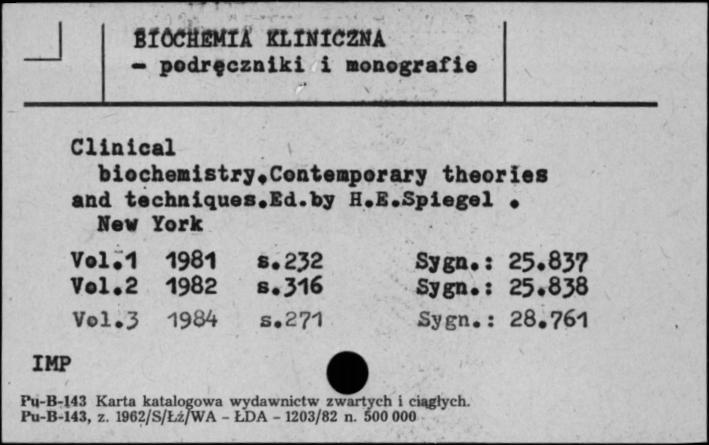 BIOCHEMIA KLINICZNA
- podręczniki i monografie
Clinical
biochemistry.Contemporary theories
and techniques.Ed.by H.E.Spiegel .
New York
Vol.1 1981 s.232 Sygn.: 25.837
Vol.2 1982 s.316 Sygn.: 25.838
Vol.3 1984 s.271 Sygn.: 28.761
IMP
Pu-B-143 Karta katalogowa wydawnictw zwartych i ciągłych.
Pu-B-143, z. 1962/S/Łż/WA - ŁDA - 1203/82 n. 500 000